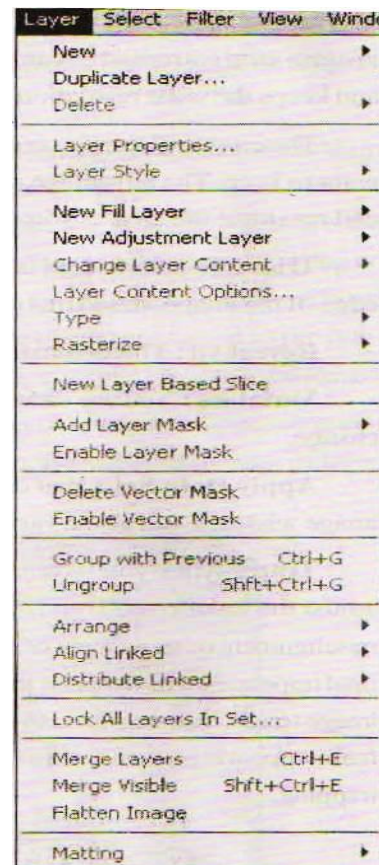 Layer Select Filter View Windo
New
Duplicate Layer...
Delete
Layer Properties...
Layer Style
New Fill Layer
New Adjustment Layer
Change Layer Content
Layer Content Options...
Type
Rasterize
New Layer Based Slice
Add Layer Mask
Enable Layer Mask
Delete Vector Mask
Enable Vector Mask
Group with Previous Ctrl+G
Ungroup Shft+Ctrl+G
Arrange
Align Linked
Distribute Linked
Lock All Layers In Set...
Merge Layers Ctrl+E
Merge Visible Shft+Ctrl+E
Flatten Image
Matting